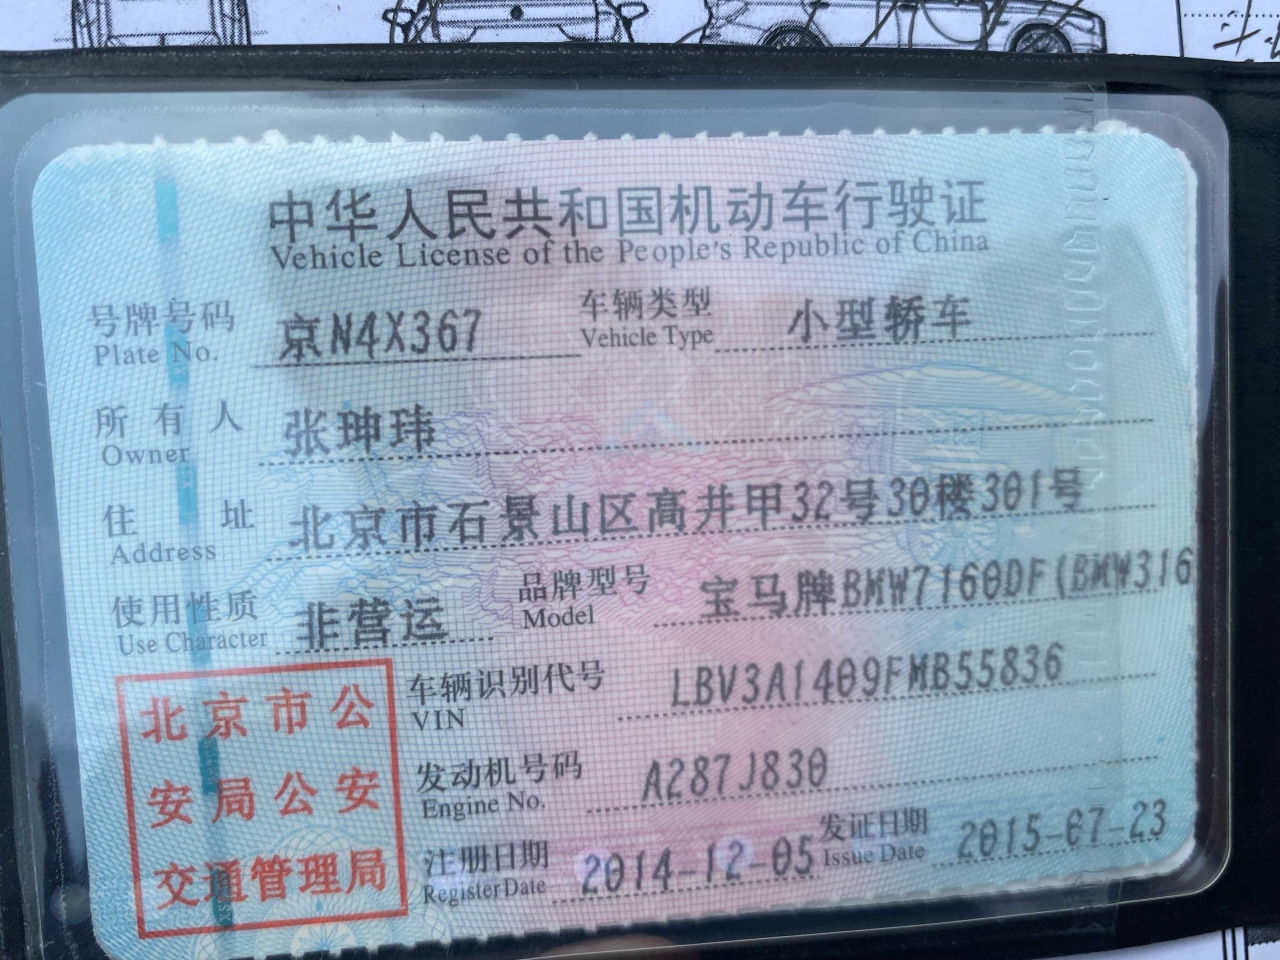 中华人民共和国机动车行驶证
Vehicle License of the People's Republic of China
号牌号码 京N4X367 车辆类型 小型轿车
Plate No. Vehicle Type
所有人 张珅玮
Owner
住址 北京市石景山区高井甲32号30楼301号
Address
使用性质 非营运 品牌型号 宝马牌BMW7160DF(BMW316
Use Character Model
车辆识别代号 LBV3A1409FMB55836
VIN
发动机号码 A287J830
Engine No.
注册日期 2014-12-05 发证日期 2015-07-23
Register Date Issue Date
北京市公
安局公安
交通管理局